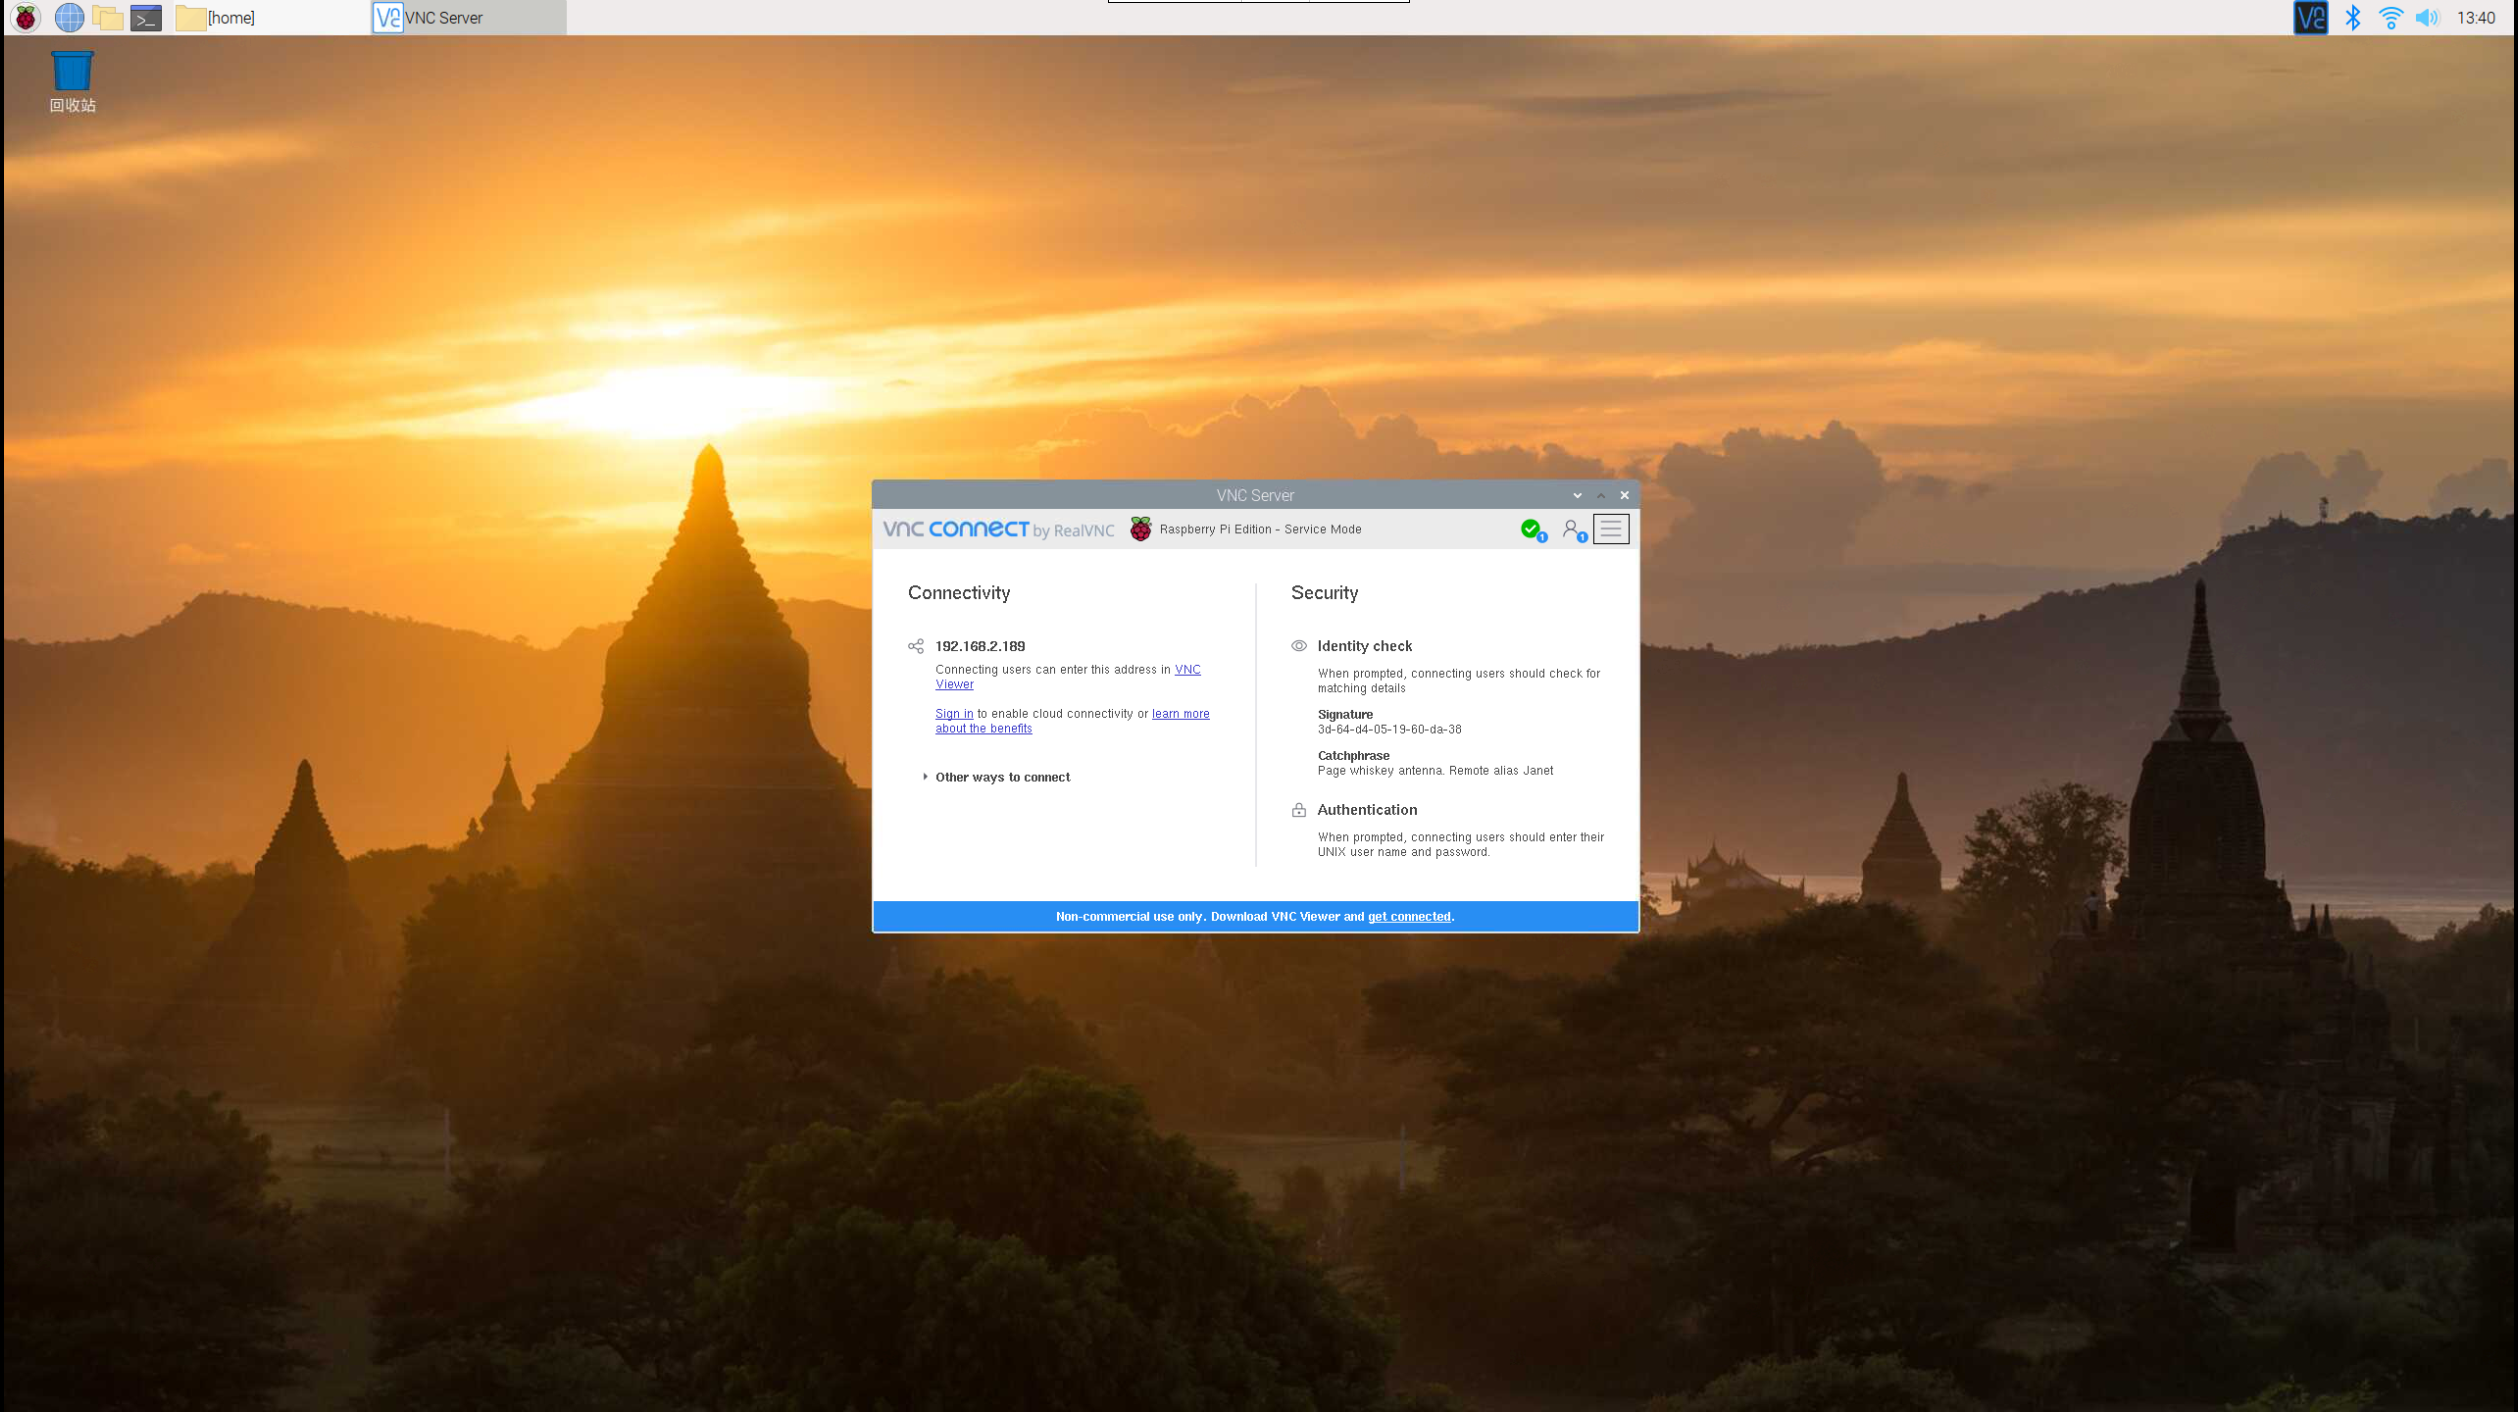 [home]
VNC Server
13:40
回收站
VNC Server
vnc connect by RealVNC
Raspberry Pi Edition - Service Mode
1
1
Connectivity
192.168.2.189
Connecting users can enter this address in VNC
Viewer
Sign in to enable cloud connectivity or learn more
about the benefits
Other ways to connect
Security
Identity check
When prompted, connecting users should check for
matching details
Signature
3d-64-d4-05-19-60-da-38
Catchphrase
Page whiskey antenna. Remote alias Janet
Authentication
When prompted, connecting users should enter their
UNIX user name and password.
Non-commercial use only. Download VNC Viewer and get connected.